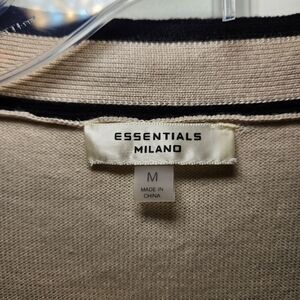 ESSENTIALS
MILANO
M
MADE IN
CHINA